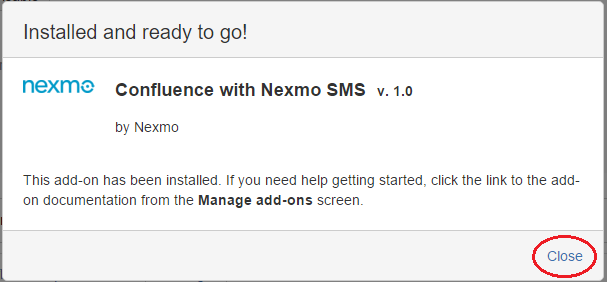 Installed and ready to go!
nexmo
Confluence with Nexmo SMS v. 1.0
by Nexmo
This add-on has been installed. If you need help getting started, click the link to the add-
on documentation from the Manage add-ons screen.
Close